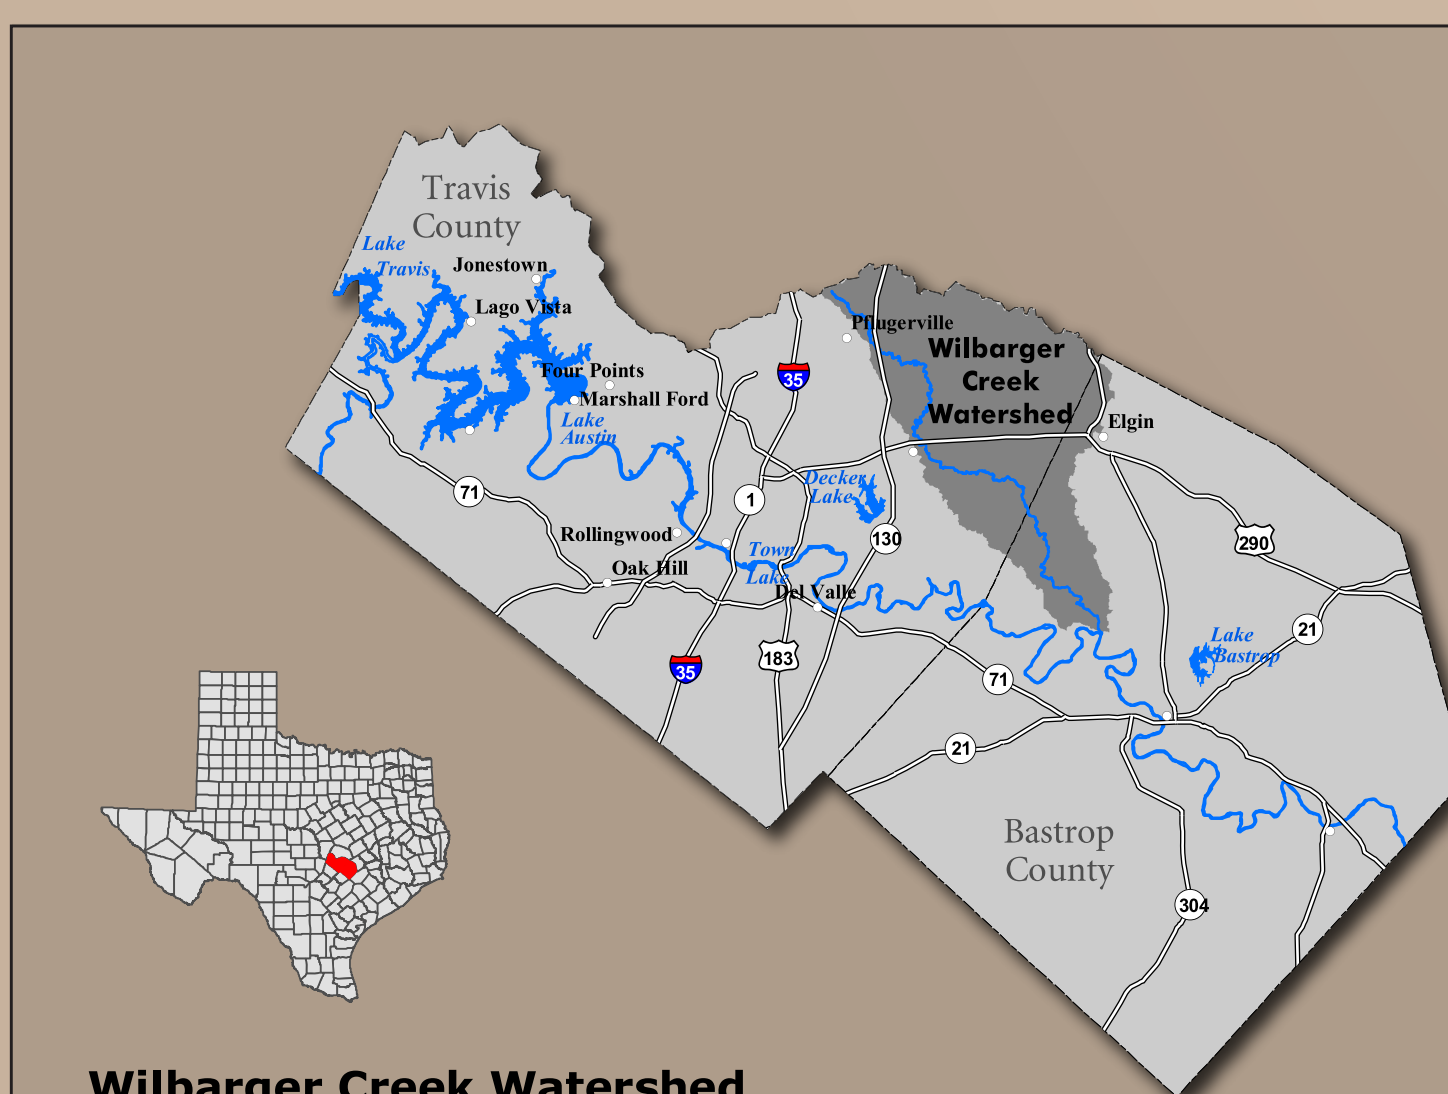 Travis
County
Lake
Travis
Jonestown
Lago Vista
Four Points
Marshall Ford
Lake
Austin
Pflugerville
Wilbarger
Creek
Watershed
Elgin
35
71
1
Decker
Lake
130
290
Rollingwood
Town
Lake
Oak Hill
Del Valle
183
35
71
21
Lake
Bastrop
21
Bastrop
County
304
Wilbarger Creek Watershed